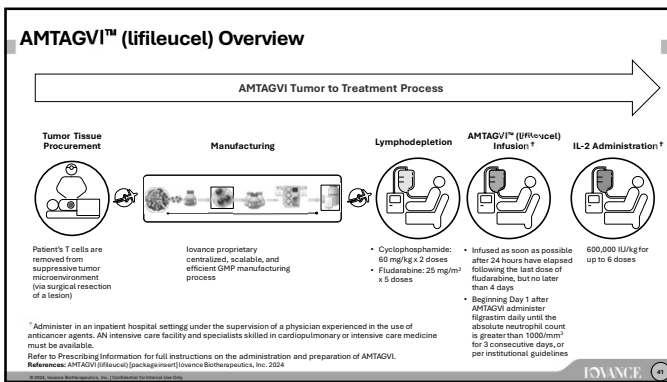 AMTAGVI™ (lifileucel) Overview
AMTAGVI Tumor to Treatment Process
Tumor Tissue
Procurement
Manufacturing
Lymphodepletion
AMTAGVI™ (lifileucel)
Infusion†
IL-2 Administration†
Patient's T cells are
removed from
suppressive tumor
microenvironment
(via surgical resection
of a lesion)
Iovance proprietary
centralized, scalable, and
efficient GMP manufacturing
process
• Cyclophosphamide:
60 mg/kg x 2 doses
• Fludarabine: 25 mg/m²
x 5 doses
• Infused as soon as possible
after 24 hours have elapsed
following the last dose of
fludarabine, but no later
than 4 days
• Beginning Day 1 after
AMTAGVI administer
filgrastim daily until the
absolute neutrophil count
is greater than 1000/mm³
for 3 consecutive days, or
per institutional guidelines
600,000 IU/kg for
up to 6 doses
†Administer in an inpatient hospital settingg under the supervision of a physician experienced in the use of
anticancer agents. AN intensive care facility and specialists skilled in cardiopulmonary or intensive care medicine
must be available.
Refer to Prescribing Information for full instructions on the administration and preparation of AMTAGVI.
References: AMTAGVI (lifileucel) [package insert] Iovance Biotherapeutics, Inc. 2024
© 2024, Iovance Biotherapeutics, Inc. | Confidential for Internal Use Only
IOVANCE
41